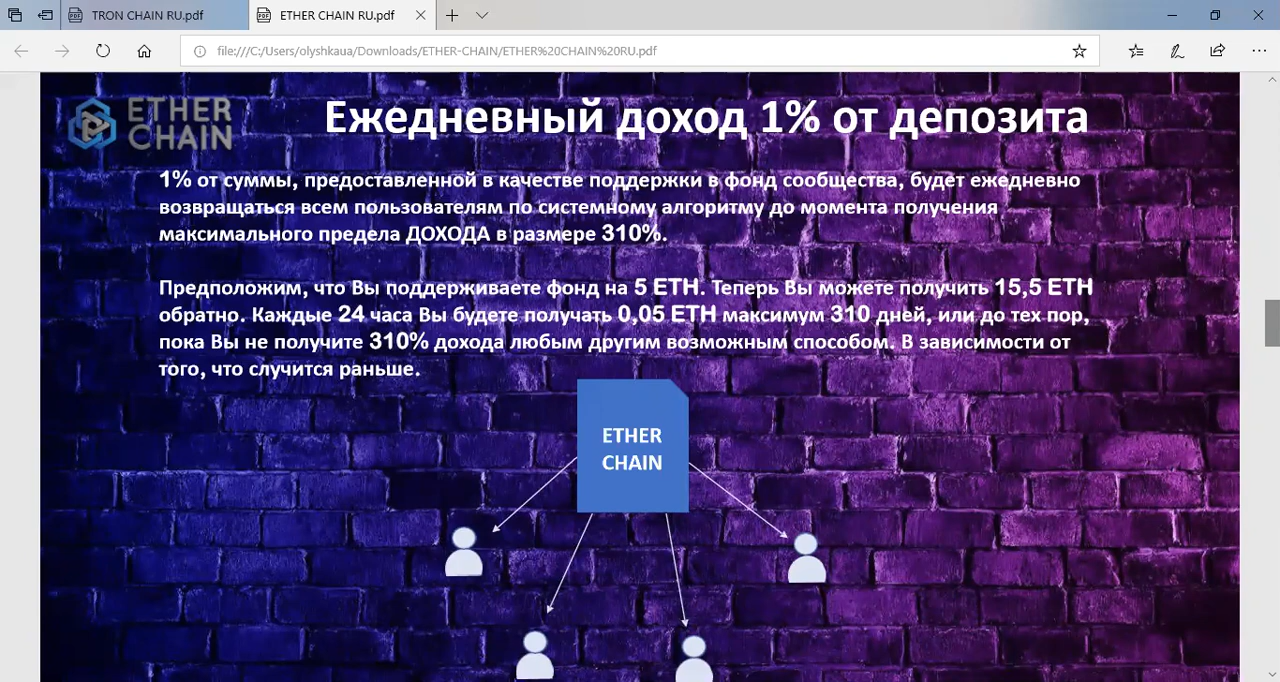 TRON CHAIN RU.pdf
ETHER CHAIN RU.pdf
file:///C:/Users/olyshkaua/Downloads/ETHER-CHAIN/ETHER%20CHAIN%20RU.pdf
ETHER
CHAIN
Ежедневный доход 1% от депозита
1% от суммы, предоставленной в качестве поддержки в фонд сообщества, будет ежедневно
возвращаться всем пользователям по системному алгоритму до момента получения
максимального предела ДОХОДА в размере 310%.
Предположим, что Вы поддерживаете фонд на 5 ETH. Теперь Вы можете получить 15,5 ETH
обратно. Каждые 24 часа Вы будете получать 0,05 ETH максимум 310 дней, или до тех пор,
пока Вы не получите 310% дохода любым другим возможным способом. В зависимости от
того, что случится раньше.
ETHER
CHAIN